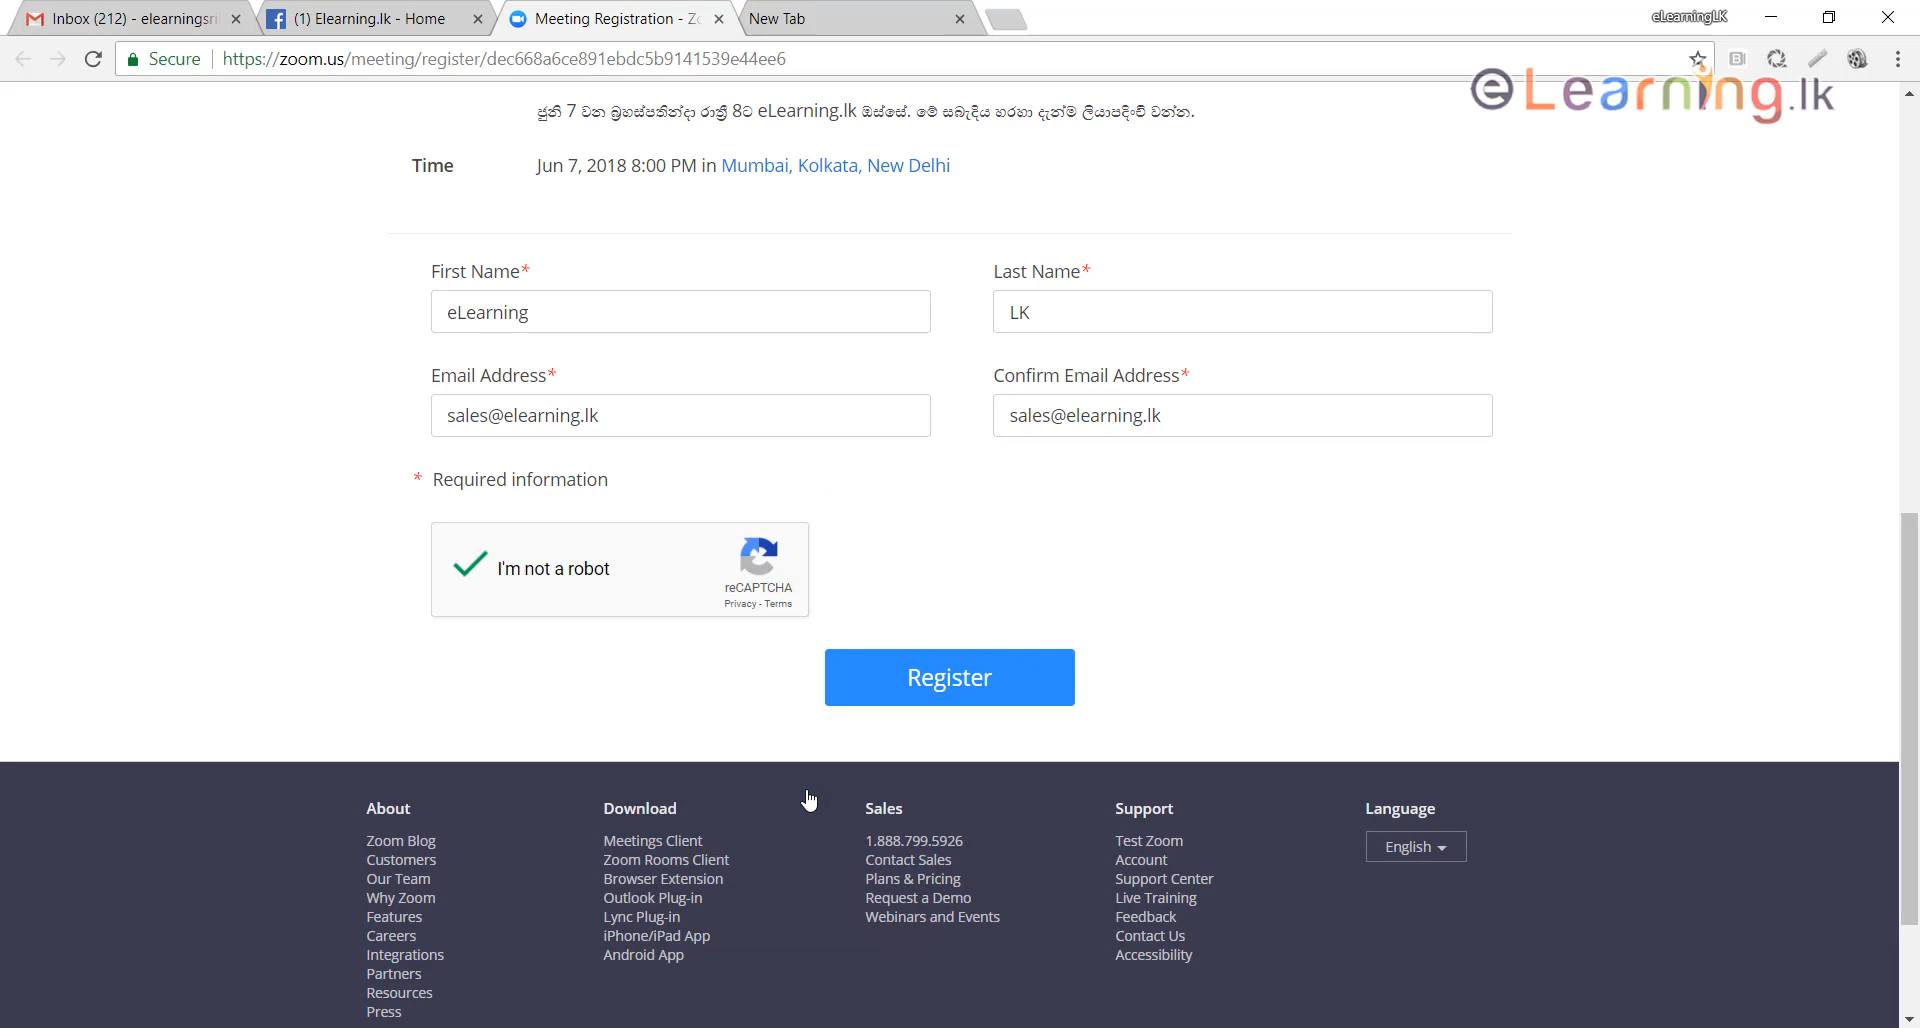 Inbox (212) - elearningsri
(1) Elearning.lk - Home
Meeting Registration - Zo
New Tab
eLearningLK
Secure
https://zoom.us/meeting/register/dec668a6ce891ebdc5b9141539e44ee6
eLearning.lk
ජුනි 7 වන බ්‍රහස්පතින්දා රාත්‍රී 8ට eLearning.lk ඔස්සේ. මේ සබැදිය හරහා දැන්ම ලියාපදිංචි වන්න.
Time
Jun 7, 2018 8:00 PM in Mumbai, Kolkata, New Delhi
First Name*
Last Name*
eLearning
LK
Email Address*
Confirm Email Address*
sales@elearning.lk
sales@elearning.lk
* Required information
I'm not a robot
reCAPTCHA
Privacy - Terms
Register
About
Zoom Blog
Customers
Our Team
Why Zoom
Features
Careers
Integrations
Partners
Resources
Press
Download
Meetings Client
Zoom Rooms Client
Browser Extension
Outlook Plug-in
Lync Plug-in
iPhone/iPad App
Android App
Sales
1.888.799.5926
Contact Sales
Plans & Pricing
Request a Demo
Webinars and Events
Support
Test Zoom
Account
Support Center
Live Training
Feedback
Contact Us
Accessibility
Language
English